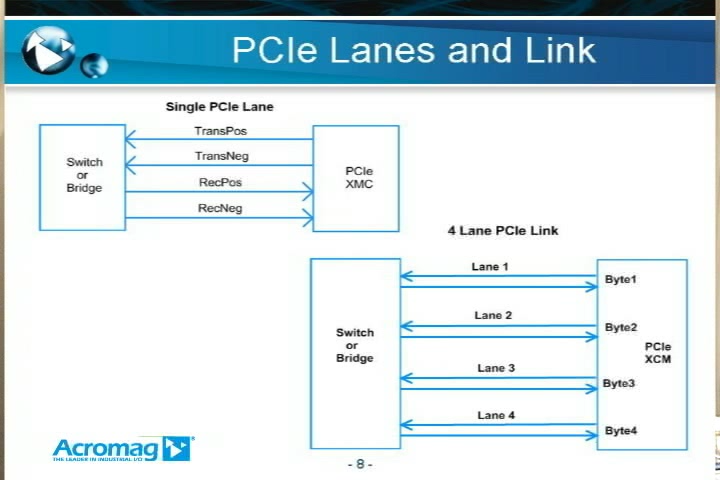 PCIe Lanes and Link
Single PCIe Lane
TransPos
TransNeg
RecPos
RecNeg
Switch
or
Bridge
PCIe
XMC
4 Lane PCIe Link
Lane 1
Byte1
Lane 2
Byte2
Lane 3
Byte3
Lane 4
Byte4
Switch
or
Bridge
PCIe
XCM
Acromag
THE LEADER IN INDUSTRIAL I/O
®
- 8 -